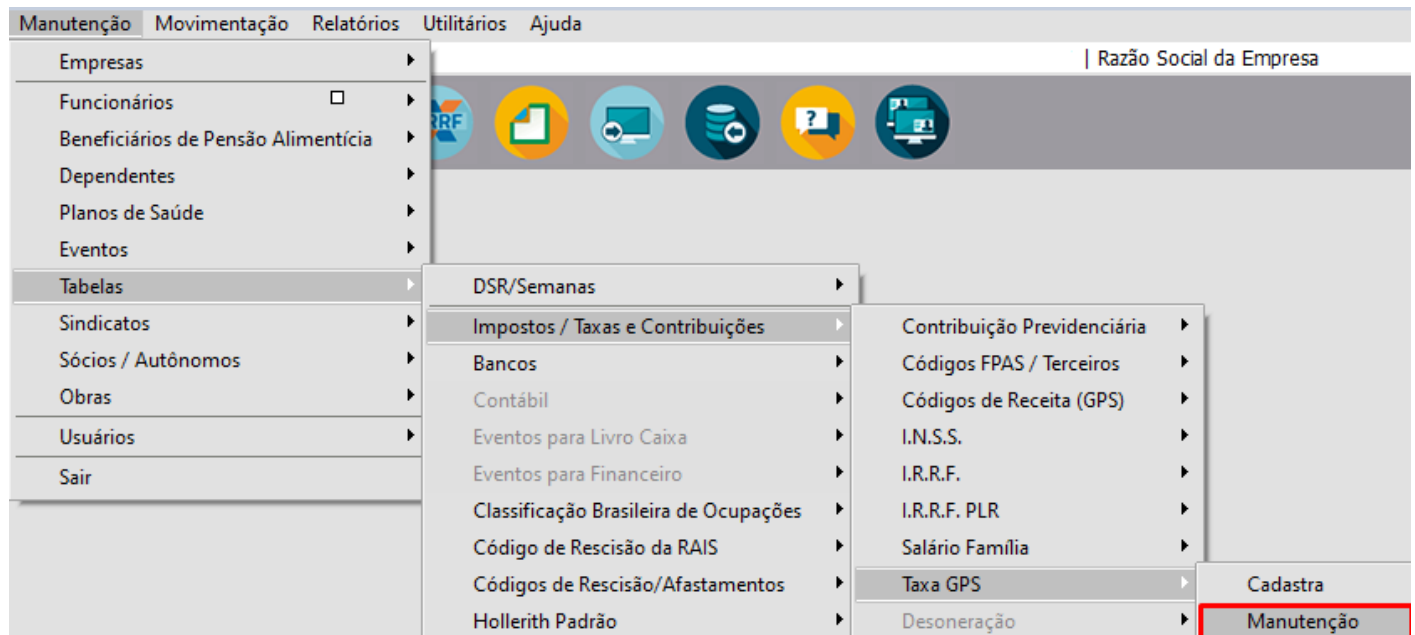 Manutenção Movimentação Relatórios Utilitários Ajuda
| Razão Social da Empresa
RRF
?
Empresas
Funcionários
Beneficiários de Pensão Alimentícia
Dependentes
Planos de Saúde
Eventos
Tabelas
Sindicatos
Sócios / Autônomos
Obras
Usuários
Sair
DSR/Semanas
Impostos / Taxas e Contribuições
Bancos
Contábil
Eventos para Livro Caixa
Eventos para Financeiro
Classificação Brasileira de Ocupações
Código de Rescisão da RAIS
Códigos de Rescisão/Afastamentos
Hollerith Padrão
Contribuição Previdenciária
Códigos FPAS / Terceiros
Códigos de Receita (GPS)
I.N.S.S.
I.R.R.F.
I.R.R.F. PLR
Salário Família
Taxa GPS
Desoneração
Cadastra
Manutenção